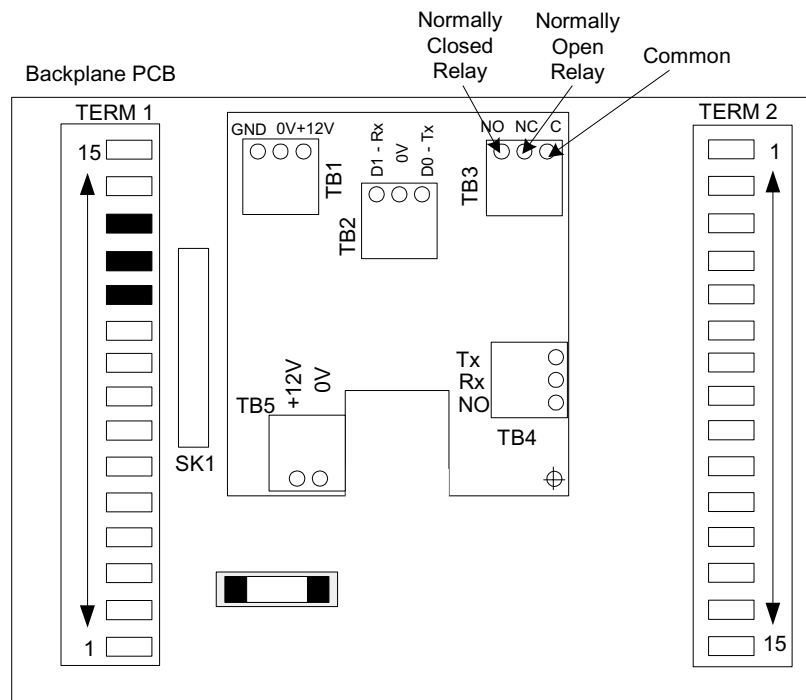 Normally
Closed
Relay
Normally
Open
Relay
Common
Backplane PCB
TERM 1
TERM 2
GND 0V+12V
TB1
D1 - Rx
0V
D0 - Tx
TB2
NO NC C
TB3
15
1
1
15
SK1
+12V
0V
TB5
Tx
Rx
NO
TB4